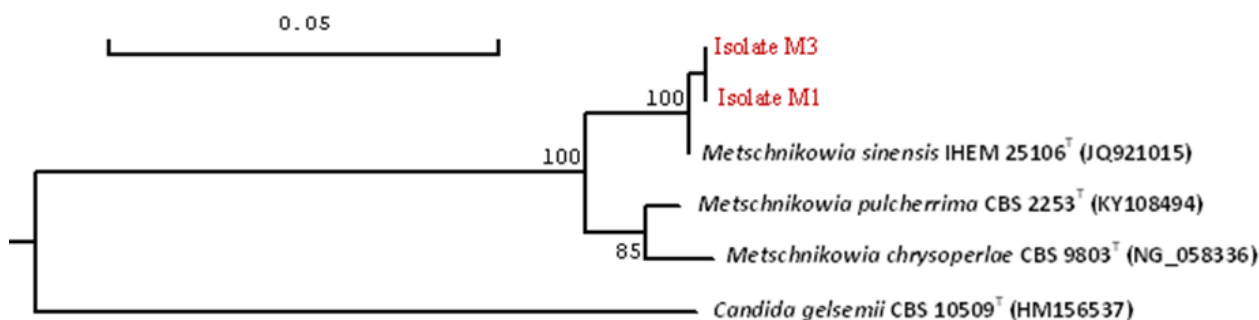 0.05
Isolate M3
100
Isolate M1
Metschnikowia sinensis IHEM 25106ᵀ (JQ921015)
100
Metschnikowia pulcherrima CBS 2253ᵀ (KY108494)
85
Metschnikowia chrysoperlae CBS 9803ᵀ (NG_058336)
Candida gelsemii CBS 10509ᵀ (HM156537)